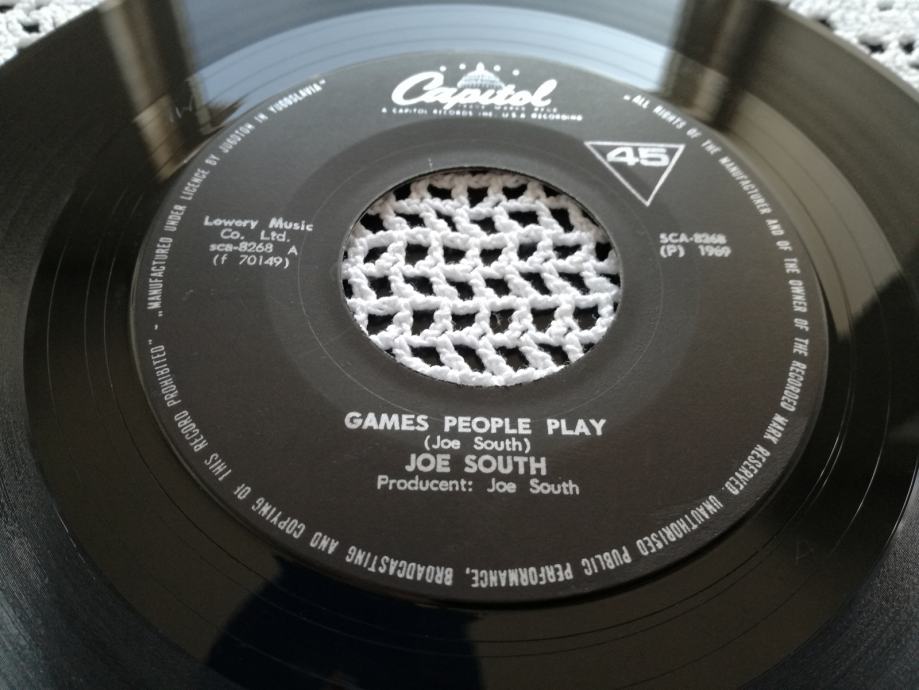 Capitol
A CAPITOL RECORDS INC. U.S.A RECORDING
45
Lowery Music
Co. Ltd.
sca-8268 A
(f 70149)
SCA-8268
(P) 1969
GAMES PEOPLE PLAY
(Joe South)
JOE SOUTH
Producent: Joe South
"ALL RIGHTS OF THE MANUFACTURER AND OF THE OWNER OF THE RECORDED MARK RESERVED. UNAUTHORISED PUBLIC PERFORMANCE, BROADCASTING AND COPYING OF THIS RECORD PROHIBITED" - „MANUFACTURED UNDER LICENCE BY JUGOTON IN YUGOSLAVIA"